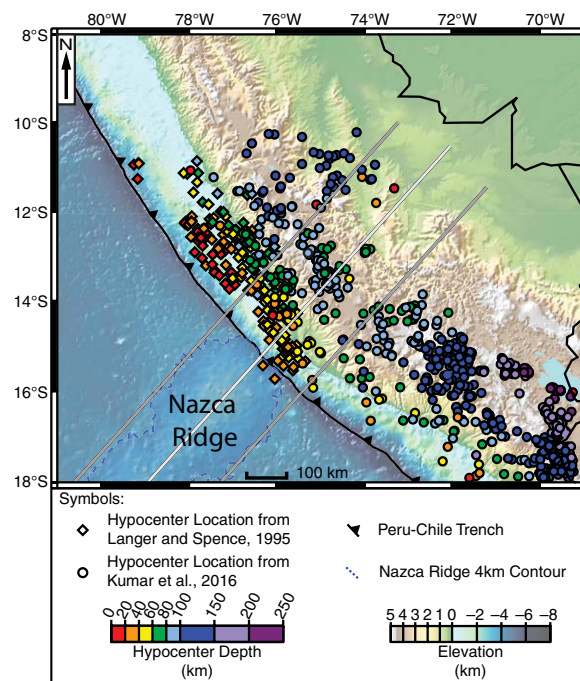 80°W 78°W 76°W 74°W 72°W 70°W
8°S
N
10°S
12°S
14°S
16°S
18°S
Nazca
Ridge
100 km
Symbols:
Hypocenter Location from
Langer and Spence, 1995
Hypocenter Location from
Kumar et al., 2016
Peru-Chile Trench
Nazca Ridge 4km Contour
0 20 40 60 80 100 150 200 250
Hypocenter Depth
(km)
5 4 3 2 1 0 −2 −4 −6 −8
Elevation
(km)